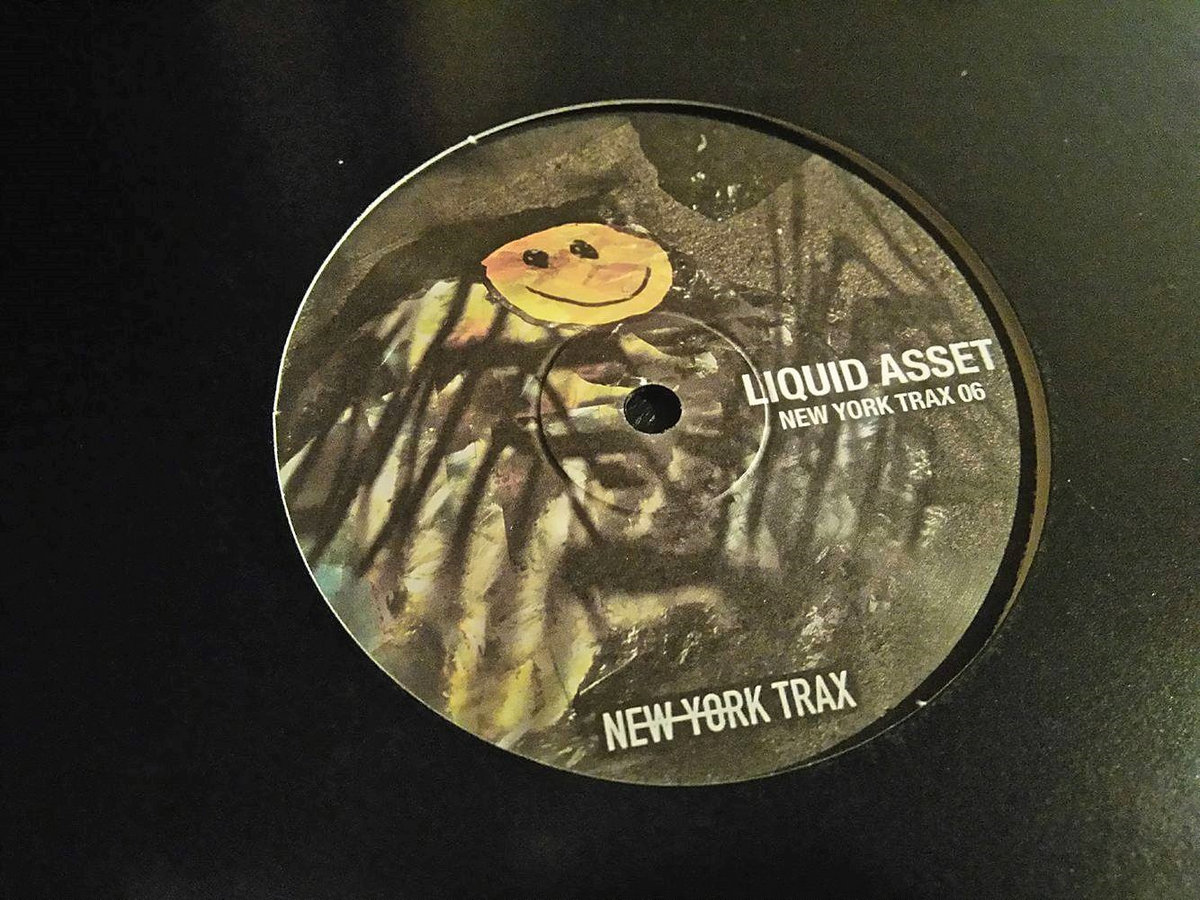 LIQUID ASSET
NEW YORK TRAX 06
NEW YORK TRAX